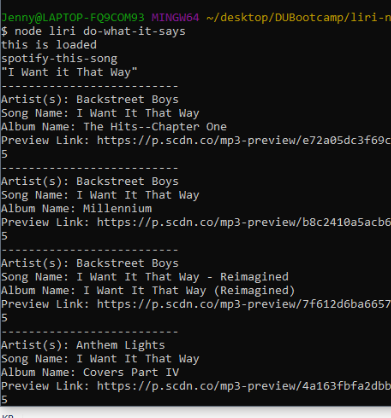 Jenny@LAPTOP-FQ9COM93 MINGW64 ~/desktop/DUBootcamp/liri-n
$ node liri do-what-it-says
this is loaded
spotify-this-song
"I Want it That Way"
--------------------------
Artist(s): Backstreet Boys
Song Name: I Want It That Way
Album Name: The Hits--Chapter One
Preview Link: https://p.scdn.co/mp3-preview/e72a05dc3f69c
5
--------------------------
Artist(s): Backstreet Boys
Song Name: I Want It That Way
Album Name: Millennium
Preview Link: https://p.scdn.co/mp3-preview/b8c2410a5acb6
5
--------------------------
Artist(s): Backstreet Boys
Song Name: I Want It That Way - Reimagined
Album Name: I Want It That Way (Reimagined)
Preview Link: https://p.scdn.co/mp3-preview/7f612d6ba6657
5
--------------------------
Artist(s): Anthem Lights
Song Name: I Want It That Way
Album Name: Covers Part IV
Preview Link: https://p.scdn.co/mp3-preview/4a163fbfa2dbb
5